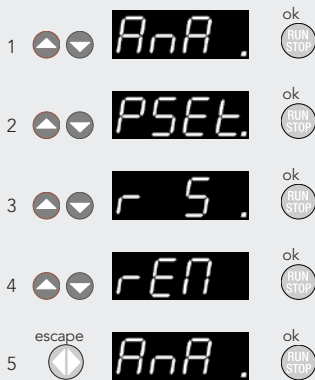 ok
1 AnA . RUN STOP
ok
2 PSEt. RUN STOP
ok
3 r S . RUN STOP
ok
4 rEM RUN STOP
escape ok
5 AnA . RUN STOP